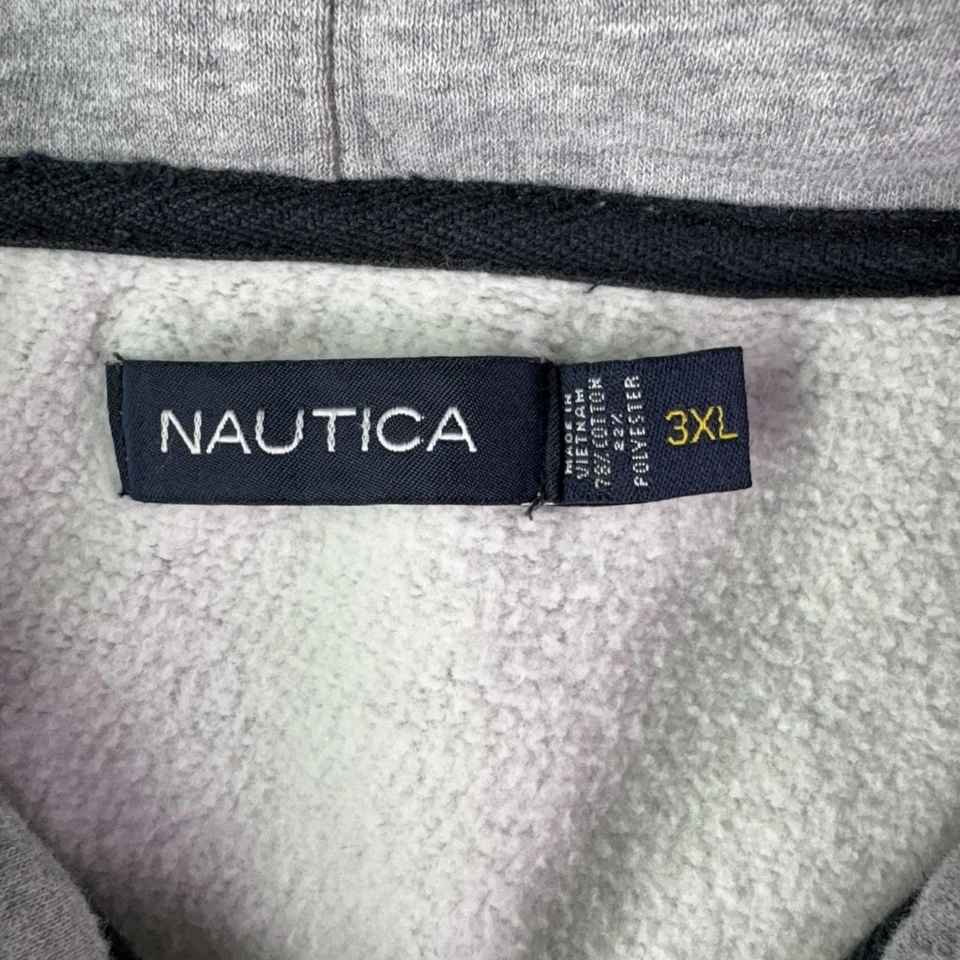 NAUTICA
MADE IN
VIETNAM
78% COTTON
22%
POLYESTER
3XL